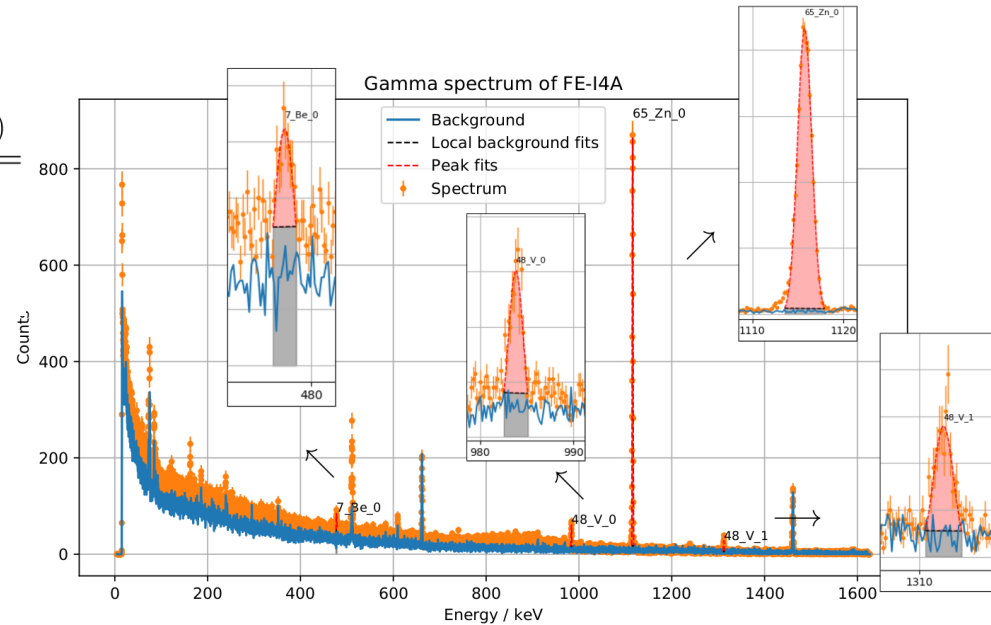 65_Zn_0
Gamma spectrum of FE-I4A
7_Be_0
Background
Local background fits
Peak fits
Spectrum
65_Zn_0
)
800
600
400
200
0
Counts
48_V_0
1110 1120
480
980 990
48_V_1
7_Be_0
48_V_0
48_V_1
1310
0 200 400 600 800 1000 1200 1400 1600
Energy / keV